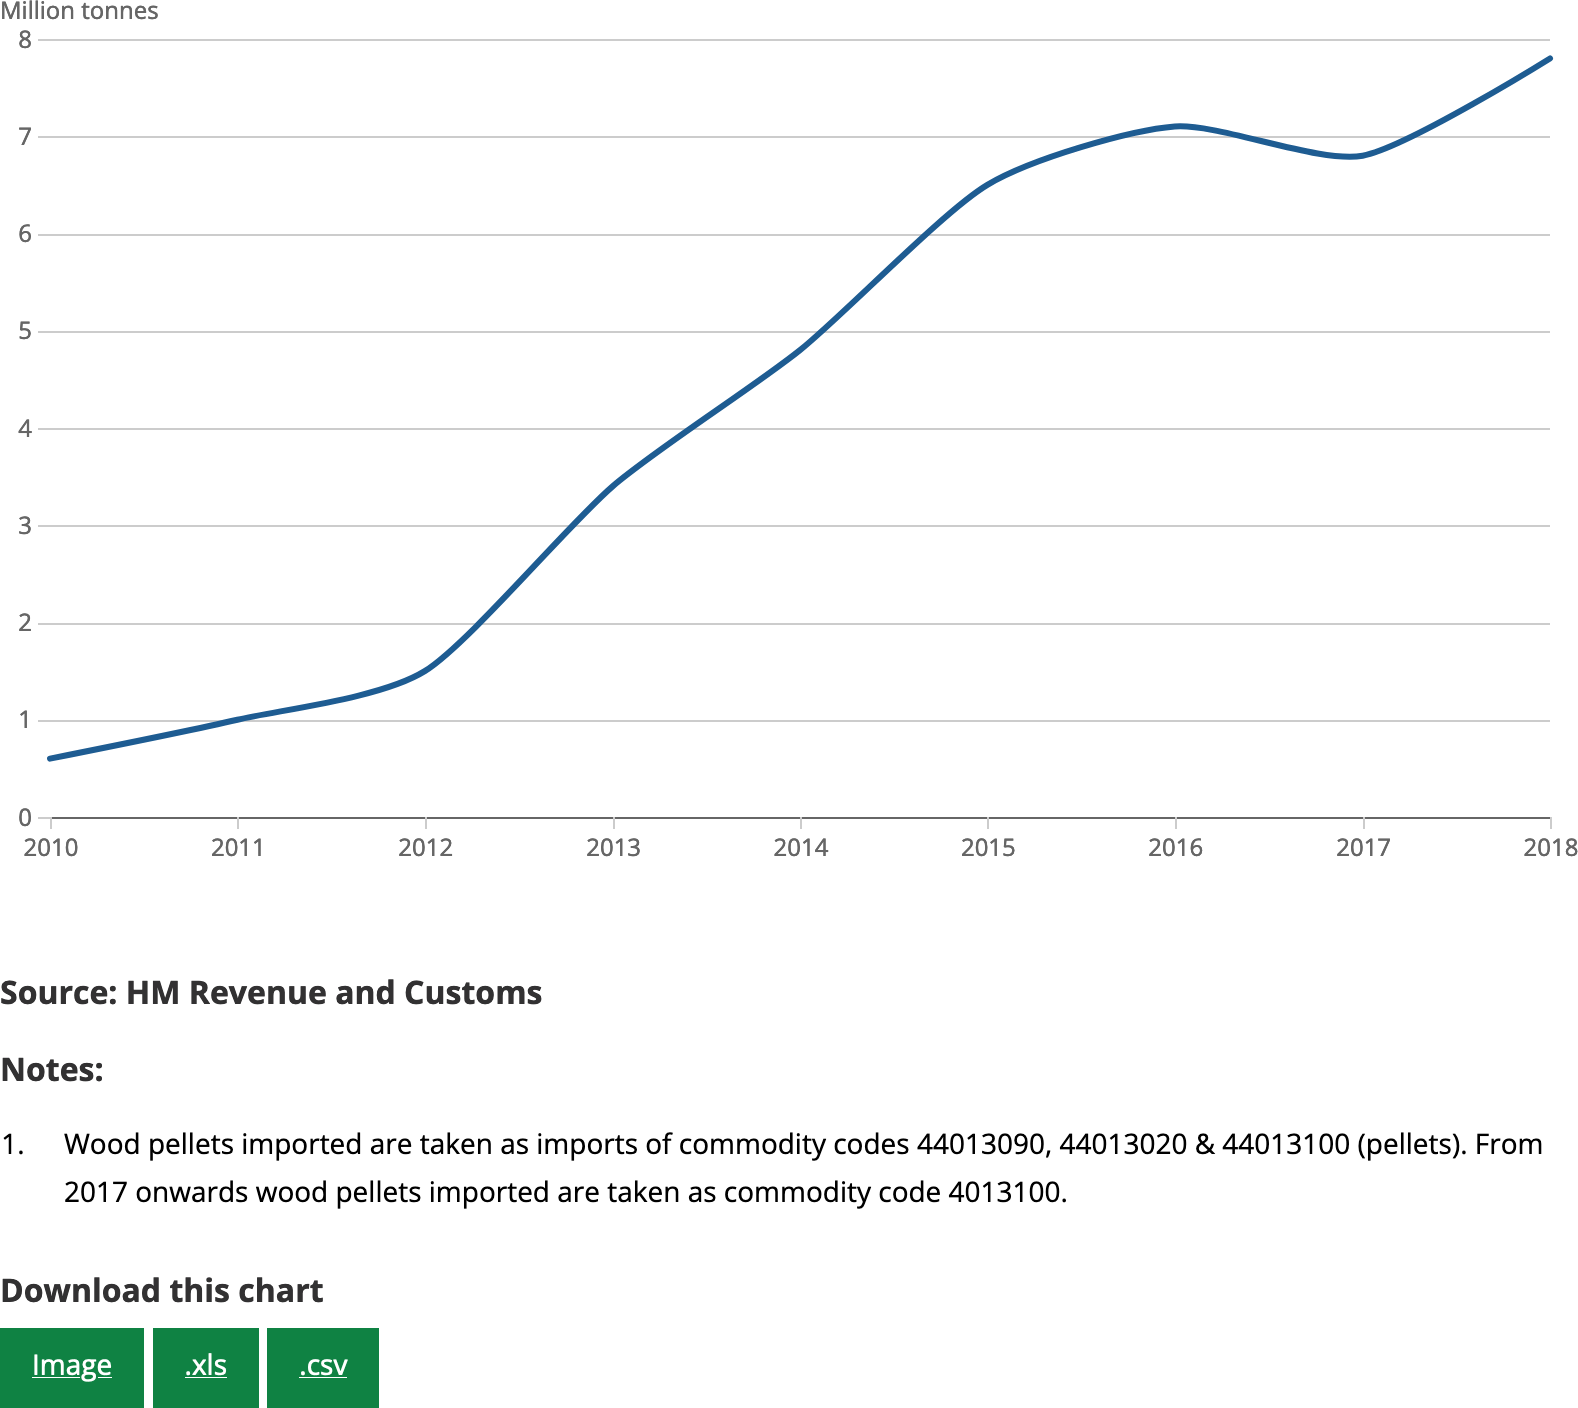 Million tonnes
8
7
6
5
4
3
2
1
0
2010 2011 2012 2013 2014 2015 2016 2017 2018
Source: HM Revenue and Customs
Notes:
1. Wood pellets imported are taken as imports of commodity codes 44013090, 44013020 & 44013100 (pellets). From
2017 onwards wood pellets imported are taken as commodity code 4013100.
Download this chart
Image .xls .csv